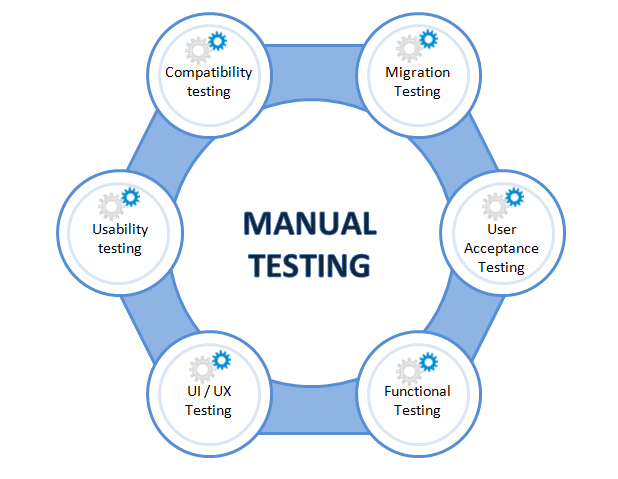 Compatibility
testing
Migration
Testing
Usability
testing
MANUAL
TESTING
User
Acceptance
Testing
UI / UX
Testing
Functional
Testing